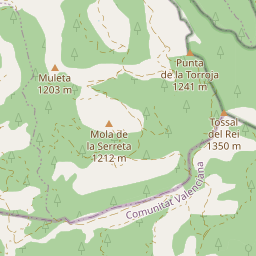 Punta
de la Torroja
1241 m
Muleta
1203 m
Tossal
del Rei
1350 m
Mola de
la Serreta
1212 m
Comunitat Valenciana